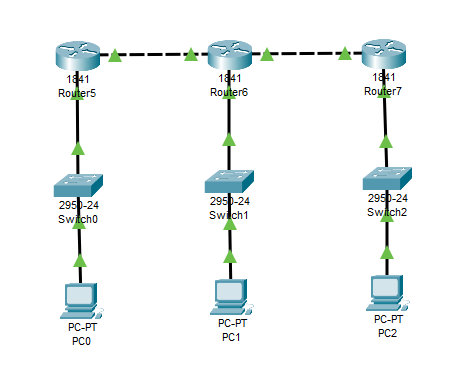 1841
Router5
1841
Router6
1841
Router7
2950-24
Switch0
2950-24
Switch1
2950-24
Switch2
PC-PT
PC0
PC-PT
PC1
PC-PT
PC2